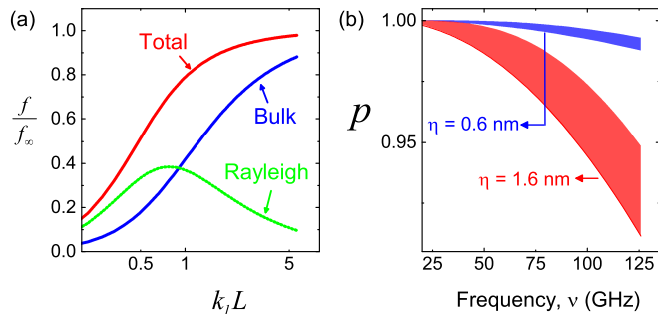 (a)
f
f∞
1.0
0.8
0.6
0.4
0.2
0.0
Total
Bulk
Rayleigh
0.5
1
5
klL
(b)
p
1.00
0.95
η = 0.6 nm
η = 1.6 nm
25
50
75
100
125
Frequency, ν (GHz)